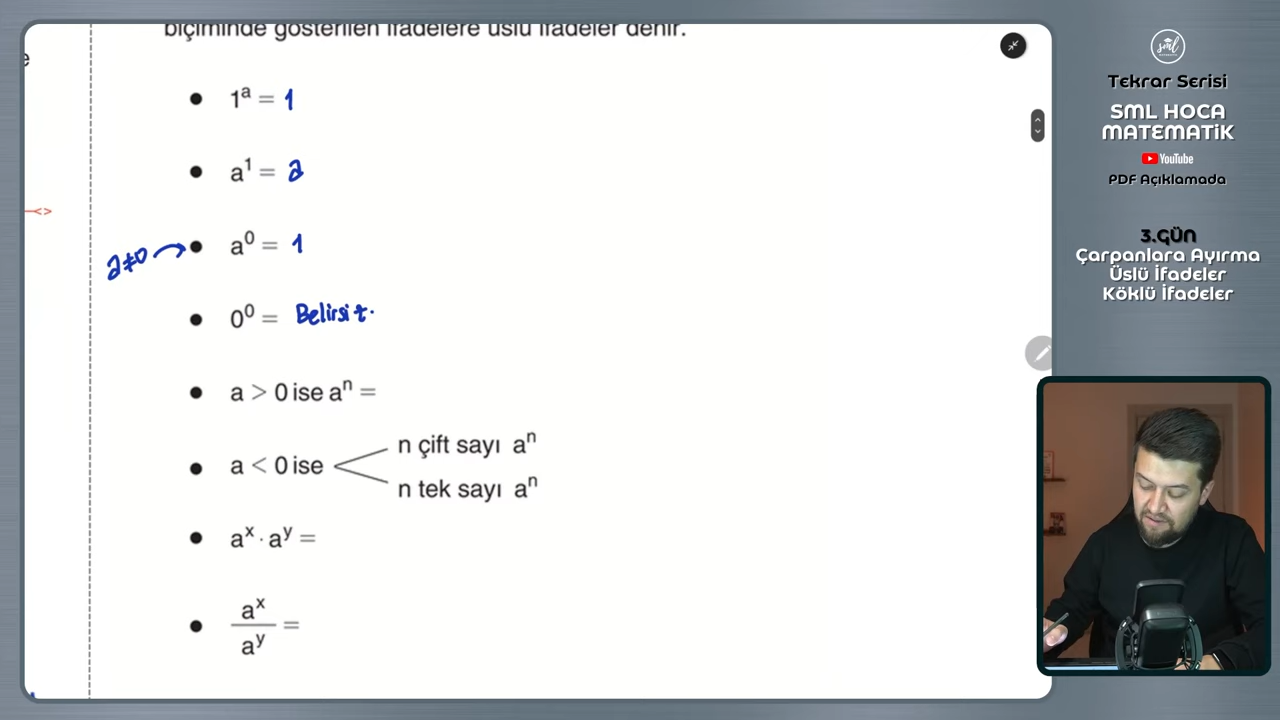 biçiminde gösterilen ifadelere üslü ifadeler denir.
• 1^a = 1
• a^1 = a
a≠0 → • a^0 = 1
• 0^0 = Belirsiz.
• a > 0 ise a^n =
• a < 0 ise
n çift sayı a^n
n tek sayı a^n
• a^x · a^y =
• a^x / a^y =
sml
Tekrar Serisi
SML HOCA
MATEMATİK
YouTube
PDF Açıklamada
3.GÜN
Çarpanlara Ayırma
Üslü İfadeler
Köklü İfadeler